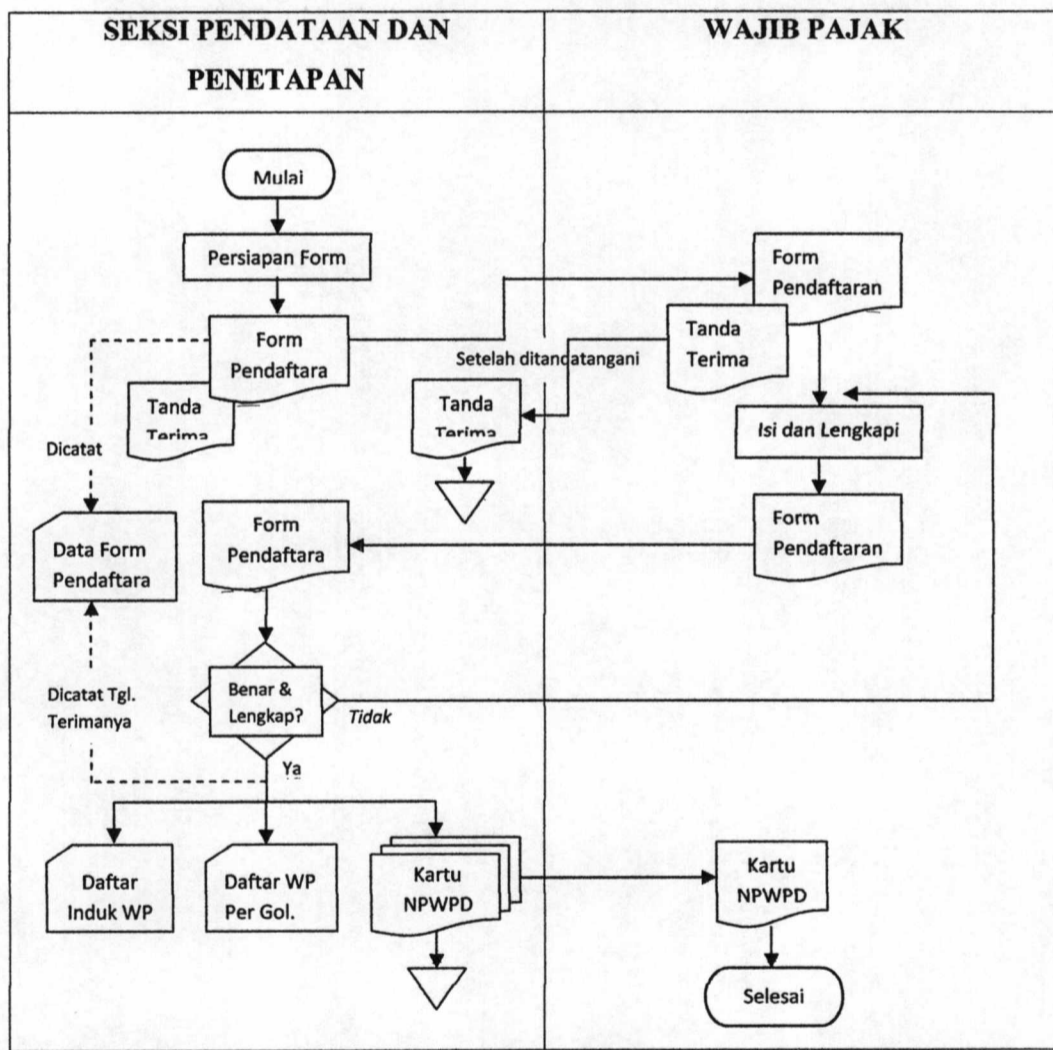 SEKSI PENDATAAN DAN
PENETAPAN
WAJIB PAJAK
Mulai
Persiapan Form
Form
Pendaftara
Tanda
Terima
Dicatat
Data Form
Pendaftara
Setelah ditandatangani
Tanda
Terima
Form
Pendaftaran
Tanda
Terima
Isi dan Lengkapi
Form
Pendaftaran
Form
Pendaftara
Benar &
Lengkap?
Tidak
Ya
Dicatat Tgl.
Terimanya
Daftar
Induk WP
Daftar WP
Per Gol.
Kartu
NPWPD
Kartu
NPWPD
Selesai